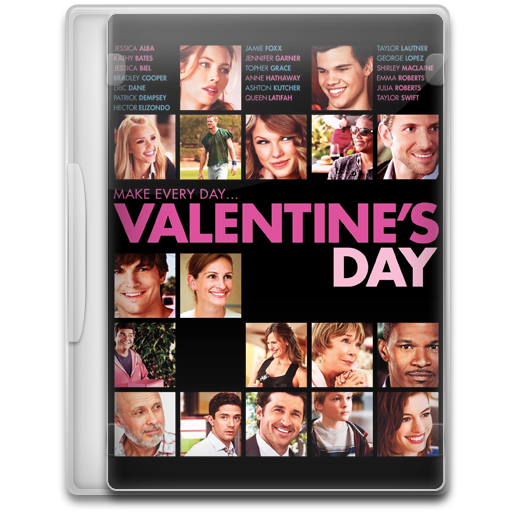 JESSICA ALBA
KATHY BATES
JESSICA BIEL
BRADLEY COOPER
ERIC DANE
PATRICK DEMPSEY
HECTOR ELIZONDO
JAMIE FOXX
JENNIFER GARNER
TOPHER GRACE
ANNE HATHAWAY
ASHTON KUTCHER
QUEEN LATIFAH
TAYLOR LAUTNER
GEORGE LOPEZ
SHIRLEY MACLAINE
EMMA ROBERTS
JULIA ROBERTS
TAYLOR SWIFT
MAKE EVERY DAY...
VALENTINE'S
DAY